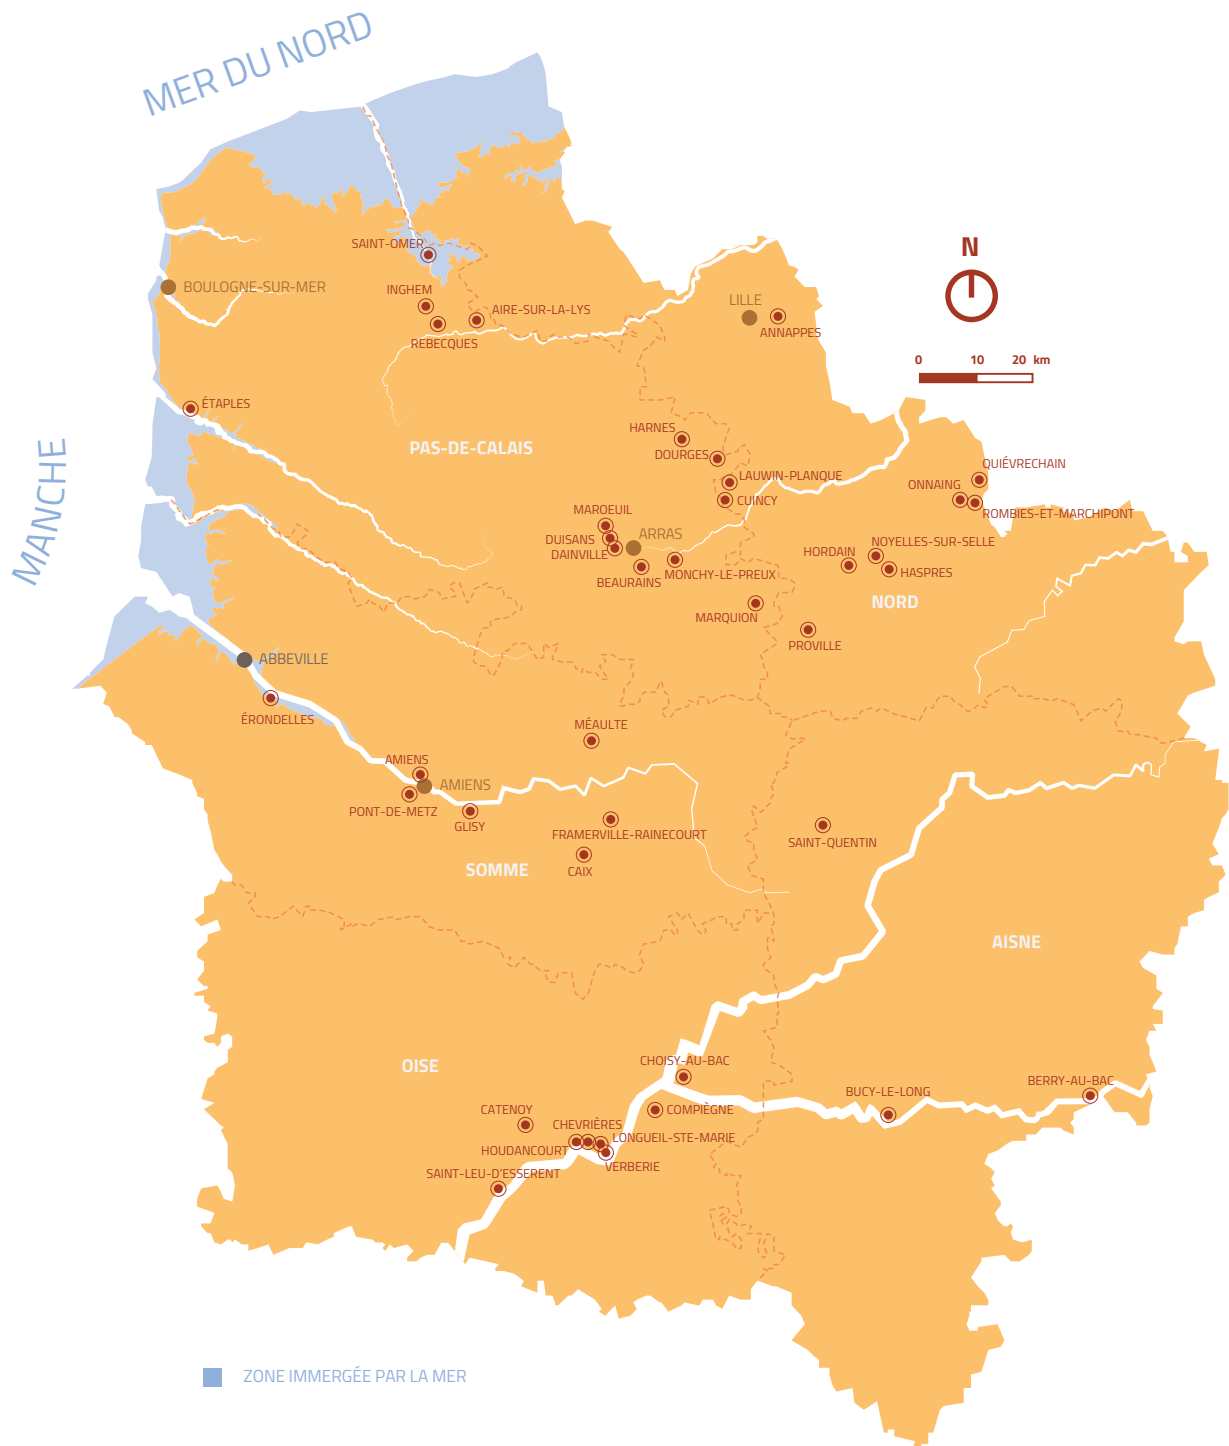 MER DU NORD
MANCHE
N
0 10 20 km
SAINT-OMER
BOULOGNE-SUR-MER
INGHEM
AIRE-SUR-LA-LYS
REBECQUES
LILLE
ANNAPPES
ÉTAPLES
PAS-DE-CALAIS
HARNES
DOURGES
LAUWIN-PLANQUE
CUINCY
QUIÉVRECHAIN
ONNAING
ROMBIES-ET-MARCHIPONT
MAROEUIL
DUISANS
ARRAS
DAINVILLE
BEAURAINS
MONCHY-LE-PREUX
HORDAIN
NOYELLES-SUR-SELLE
HASPRES
NORD
MARQUION
PROVILLE
ABBEVILLE
ÉRONDELLES
MÉAULTE
AMIENS
AMIENS
PONT-DE-METZ
GLISY
FRAMERVILLE-RAINECOURT
SAINT-QUENTIN
SOMME
CAIX
AISNE
OISE
CHOISY-AU-BAC
BERRY-AU-BAC
BUCY-LE-LONG
CATENOY
COMPIÈGNE
CHEVRIÈRES
LONGUEIL-STE-MARIE
HOUDANCOURT
VERBERIE
SAINT-LEU-D'ESSERENT
ZONE IMMERGÉE PAR LA MER